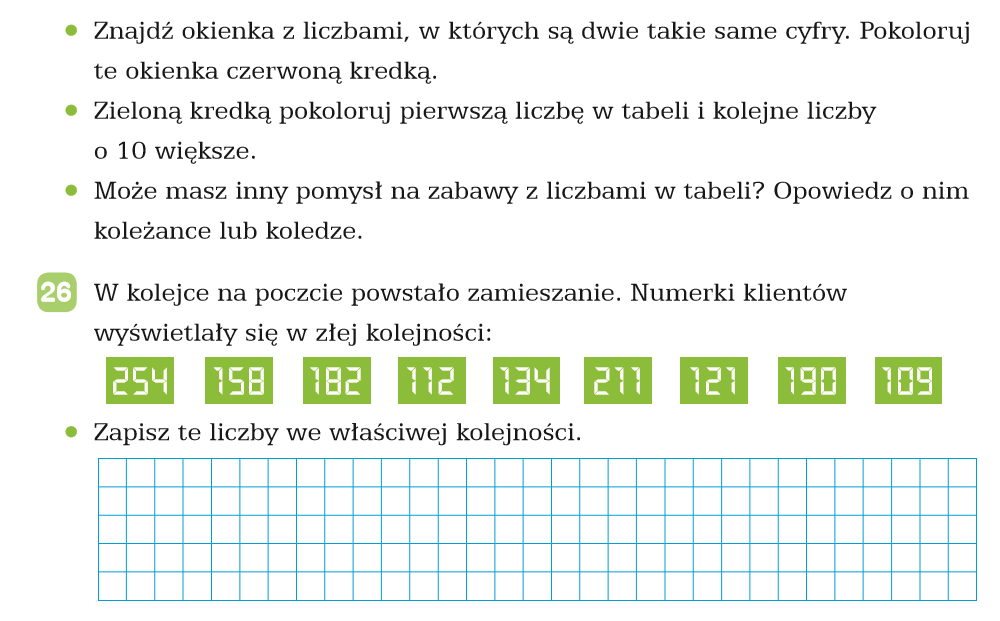 • Znajdź okienka z liczbami, w których są dwie takie same cyfry. Pokoloruj
te okienka czerwoną kredką.
• Zieloną kredką pokoloruj pierwszą liczbę w tabeli i kolejne liczby
o 10 większe.
• Może masz inny pomysł na zabawy z liczbami w tabeli? Opowiedz o nim
koleżance lub koledze.
26 W kolejce na poczcie powstało zamieszanie. Numerki klientów
wyświetlały się w złej kolejności:
254 158 182 112 134 211 121 190 109
• Zapisz te liczby we właściwej kolejności.